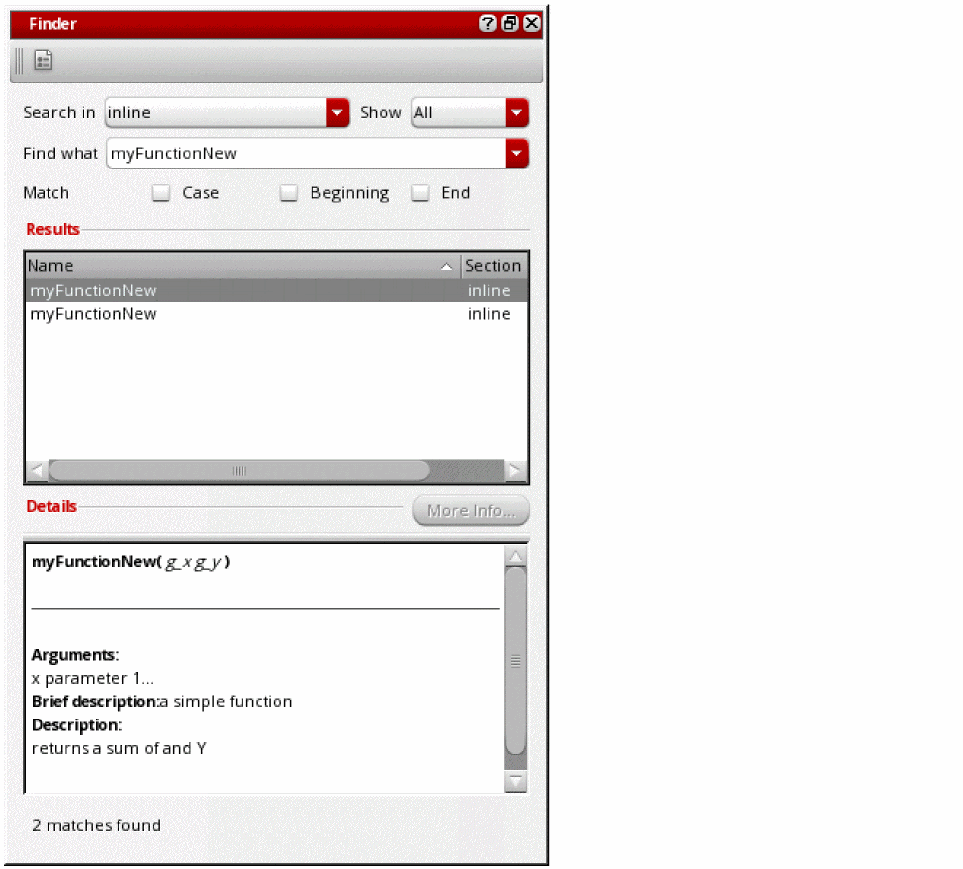 Finder
Search in inline Show All
Find what myFunctionNew
Match Case Beginning End
Results
Name Section
myFunctionNew inline
myFunctionNew inline
Details More Info...
myFunctionNew( g_x g_y )
Arguments:
x parameter 1...
Brief description:a simple function
Description:
returns a sum of and Y
2 matches found